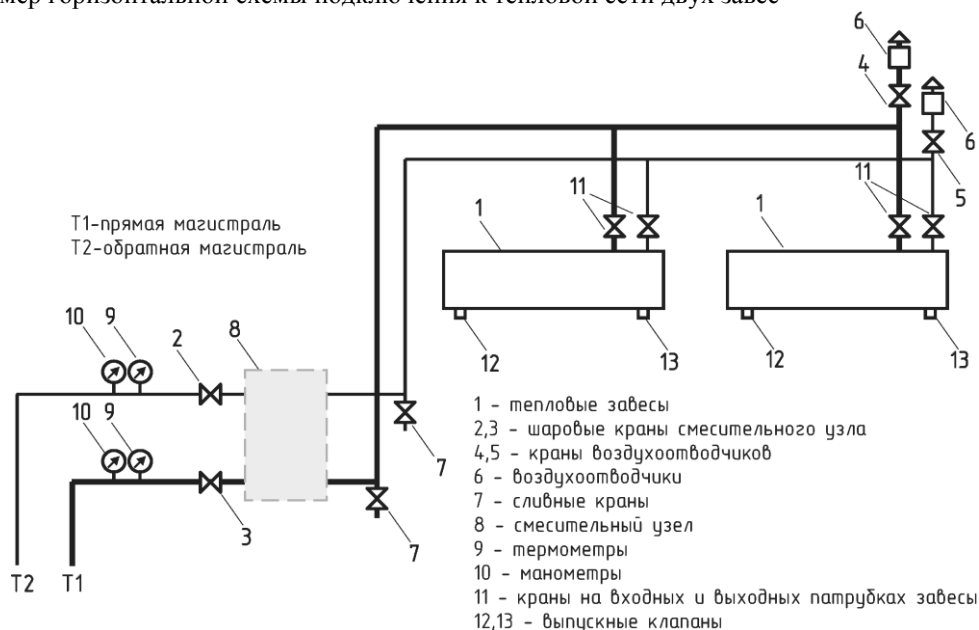 мер горизонтальной схемы подключения к тепловой сети двух завес
6
4
6
11
11
5
1
1
Т1-прямая магистраль
Т2-обратная магистраль
12
13
12
13
10
9
2
8
10
9
7
3
7
Т2
Т1
1 - тепловые завесы
2,3 - шаровые краны смесительного узла
4,5 - краны воздухоотводчиков
6 - воздухоотводчики
7 - сливные краны
8 - смесительный узел
9 - термометры
10 - манометры
11 - краны на входных и выходных патрубках завесы
12,13 - выпускные клапаны